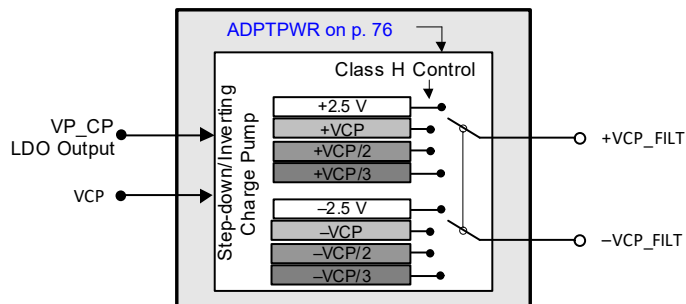 ADPTPWR on p. 76
Class H Control
Step-down/Inverting
Charge Pump
VP_CP
LDO Output
VCP
+2.5 V
+VCP
+VCP/2
+VCP/3
–2.5 V
–VCP
–VCP/2
–VCP/3
+VCP_FILT
–VCP_FILT